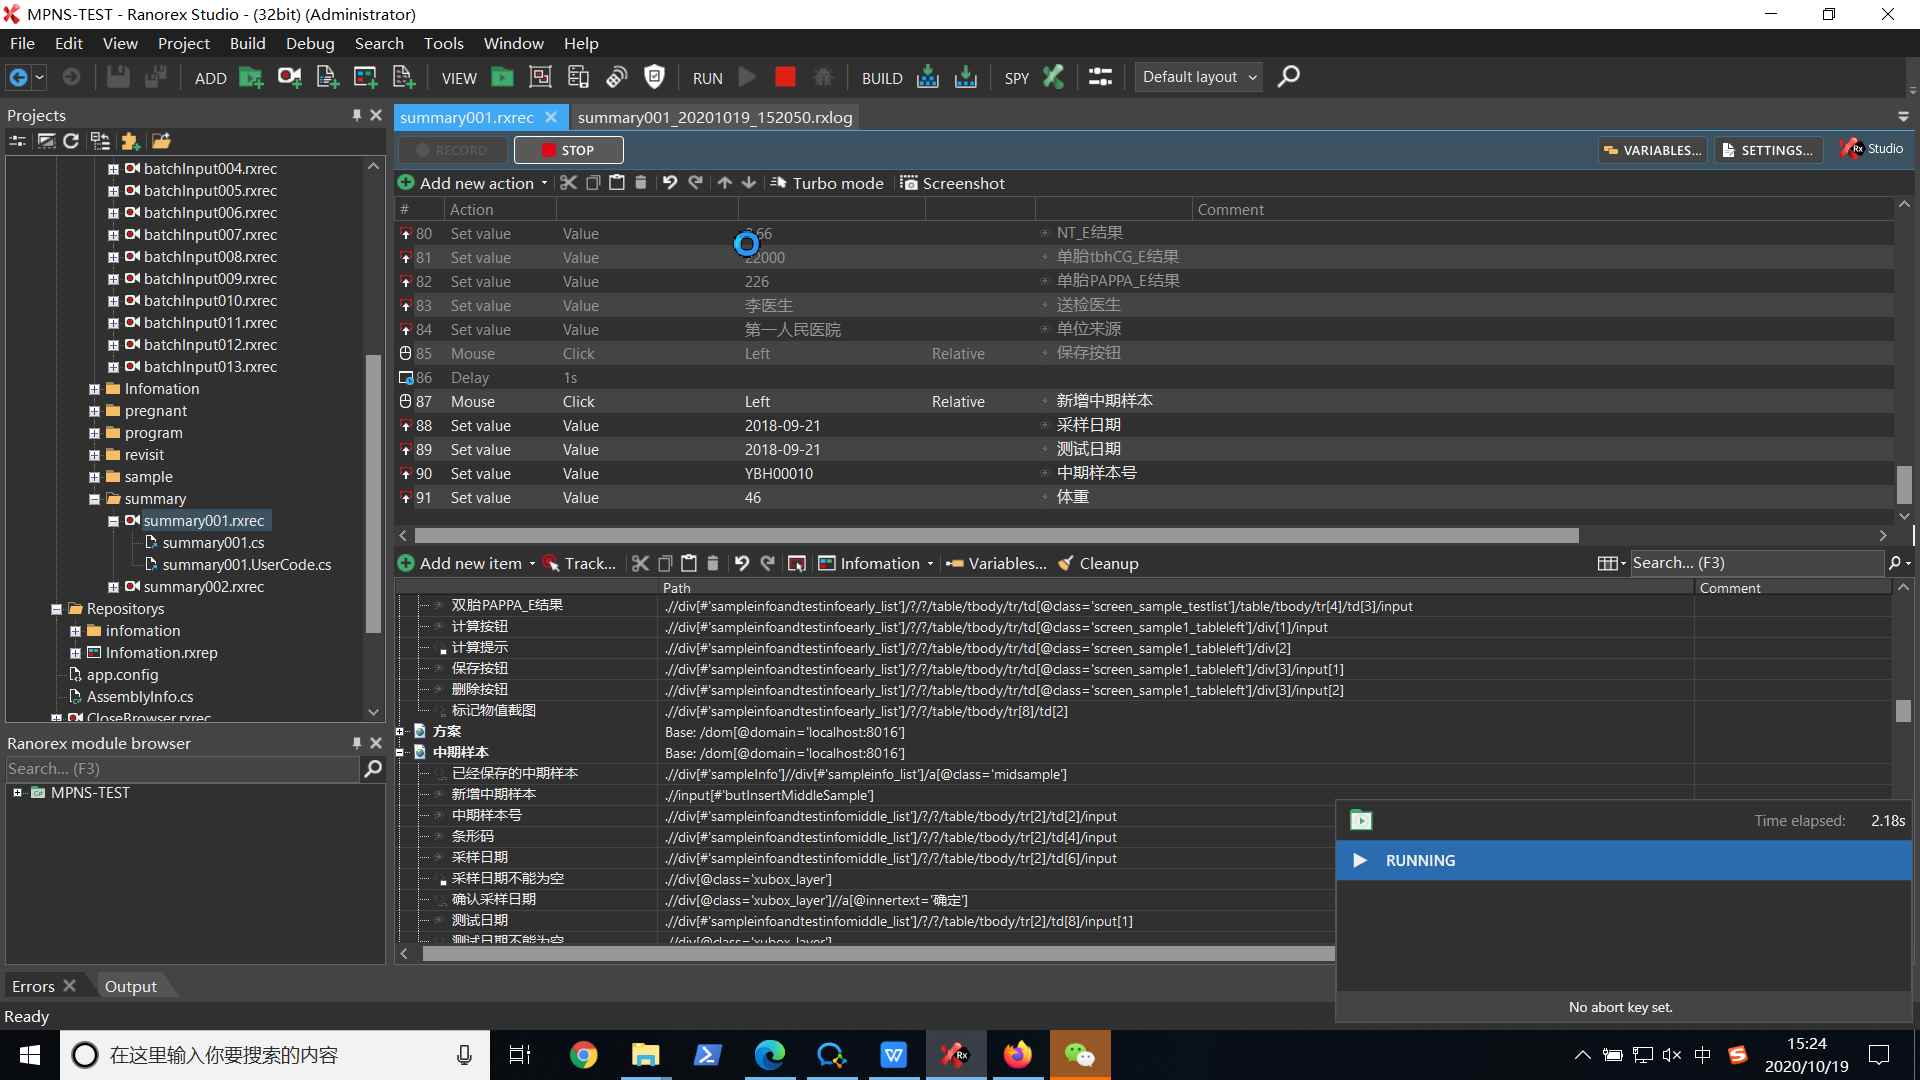 MPNS-TEST - Ranorex Studio - (32bit) (Administrator)
File Edit View Project Build Debug Search Tools Window Help
ADD VIEW RUN BUILD SPY Default layout
Projects
batchInput004.rxrec
batchInput005.rxrec
batchInput006.rxrec
batchInput007.rxrec
batchInput008.rxrec
batchInput009.rxrec
batchInput010.rxrec
batchInput011.rxrec
batchInput012.rxrec
batchInput013.rxrec
Infomation
pregnant
program
revisit
sample
summary
summary001.rxrec
summary001.cs
summary001.UserCode.cs
summary002.rxrec
Repositorys
infomation
Infomation.rxrep
app.config
AssemblyInfo.cs
CloseBrowser.rxrec
Ranorex module browser
Search... (F3)
MPNS-TEST
summary001.rxrec summary001_20201019_152050.rxlog
RECORD STOP VARIABLES... SETTINGS... Rx Studio
Add new action Turbo mode Screenshot
# Action Comment
80 Set value Value .66 NT_E结果
81 Set value Value 22000 单胎tbhCG_E结果
82 Set value Value 226 单胎PAPPA_E结果
83 Set value Value 李医生 送检医生
84 Set value Value 第一人民医院 单位来源
85 Mouse Click Left Relative 保存按钮
86 Delay 1s
87 Mouse Click Left Relative 新增中期样本
88 Set value Value 2018-09-21 采样日期
89 Set value Value 2018-09-21 测试日期
90 Set value Value YBH00010 中期样本号
91 Set value Value 46 体重
Add new item Track... Infomation Variables... Cleanup Search... (F3)
Path Comment
双胎PAPPA_E结果 .//div[#'sampleinfoandtestinfoearly_list']/?/?/table/tbody/tr/td[@class='screen_sample_testlist']/table/tbody/tr[4]/td[3]/input
计算按钮 .//div[#'sampleinfoandtestinfoearly_list']/?/?/table/tbody/tr/td[@class='screen_sample1_tableleft']/div[1]/input
计算提示 .//div[#'sampleinfoandtestinfoearly_list']/?/?/table/tbody/tr/td[@class='screen_sample1_tableleft']/div[2]
保存按钮 .//div[#'sampleinfoandtestinfoearly_list']/?/?/table/tbody/tr/td[@class='screen_sample1_tableleft']/div[3]/input[1]
删除按钮 .//div[#'sampleinfoandtestinfoearly_list']/?/?/table/tbody/tr/td[@class='screen_sample1_tableleft']/div[3]/input[2]
标记物值截图 .//div[#'sampleinfoandtestinfoearly_list']/?/?/table/tbody/tr[8]/td[2]
方案 Base: /dom[@domain='localhost:8016']
中期样本 Base: /dom[@domain='localhost:8016']
已经保存的中期样本 .//div[#'sampleInfo']//div[#'sampleinfo_list']/a[@class='midsample']
新增中期样本 .//input[#'butInsertMiddleSample']
中期样本号 .//div[#'sampleinfoandtestinfomiddle_list']/?/?/table/tbody/tr[2]/td[2]/input
条形码 .//div[#'sampleinfoandtestinfomiddle_list']/?/?/table/tbody/tr[2]/td[4]/input
采样日期 .//div[#'sampleinfoandtestinfomiddle_list']/?/?/table/tbody/tr[2]/td[6]/input
采样日期不能为空 .//div[@class='xubox_layer']
确认采样日期 .//div[@class='xubox_layer']//a[@innertext='确定']
测试日期 .//div[#'sampleinfoandtestinfomiddle_list']/?/?/table/tbody/tr[2]/td[8]/input[1]
测试日期不能为空 .//div[@class='xubox_layer']
Time elapsed: 2.18s
RUNNING
No abort key set.
Errors Output
Ready
在这里输入你要搜索的内容
中
15:24
2020/10/19